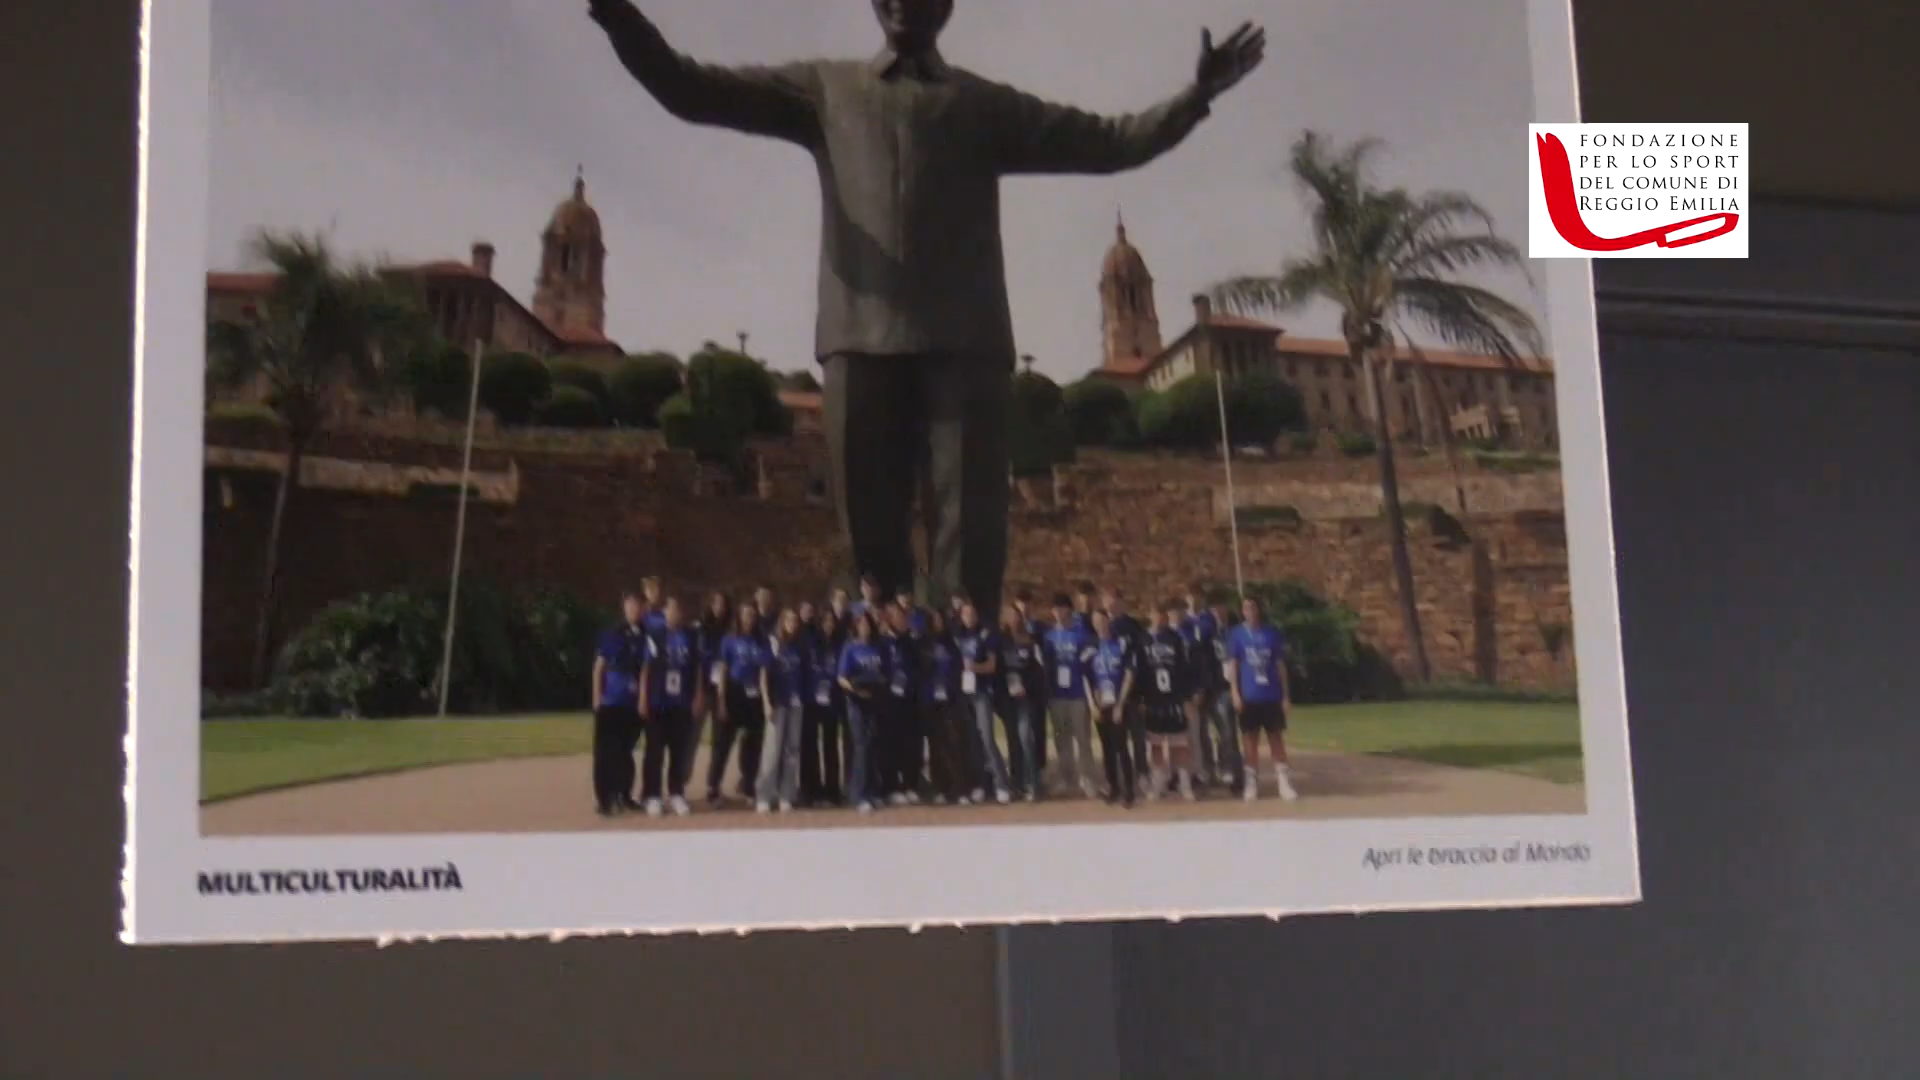 FONDAZIONE
PER LO SPORT
DEL COMUNE DI
REGGIO EMILIA
MULTICULTURALITÀ
Apri le braccia al Mondo